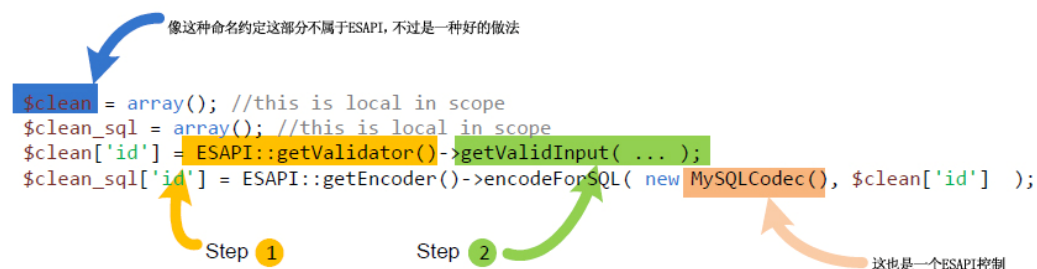 像这种命名约定这部分不属于ESAPI，不过是一种好的做法
$clean = array(); //this is local in scope
$clean_sql = array(); //this is local in scope
$clean['id'] = ESAPI::getValidator()->getValidInput( ... );
$clean_sql['id'] = ESAPI::getEncoder()->encodeForSQL( new MySQLCodec(), $clean['id']  );
Step 1
Step 2
这也是一个ESAPI控制